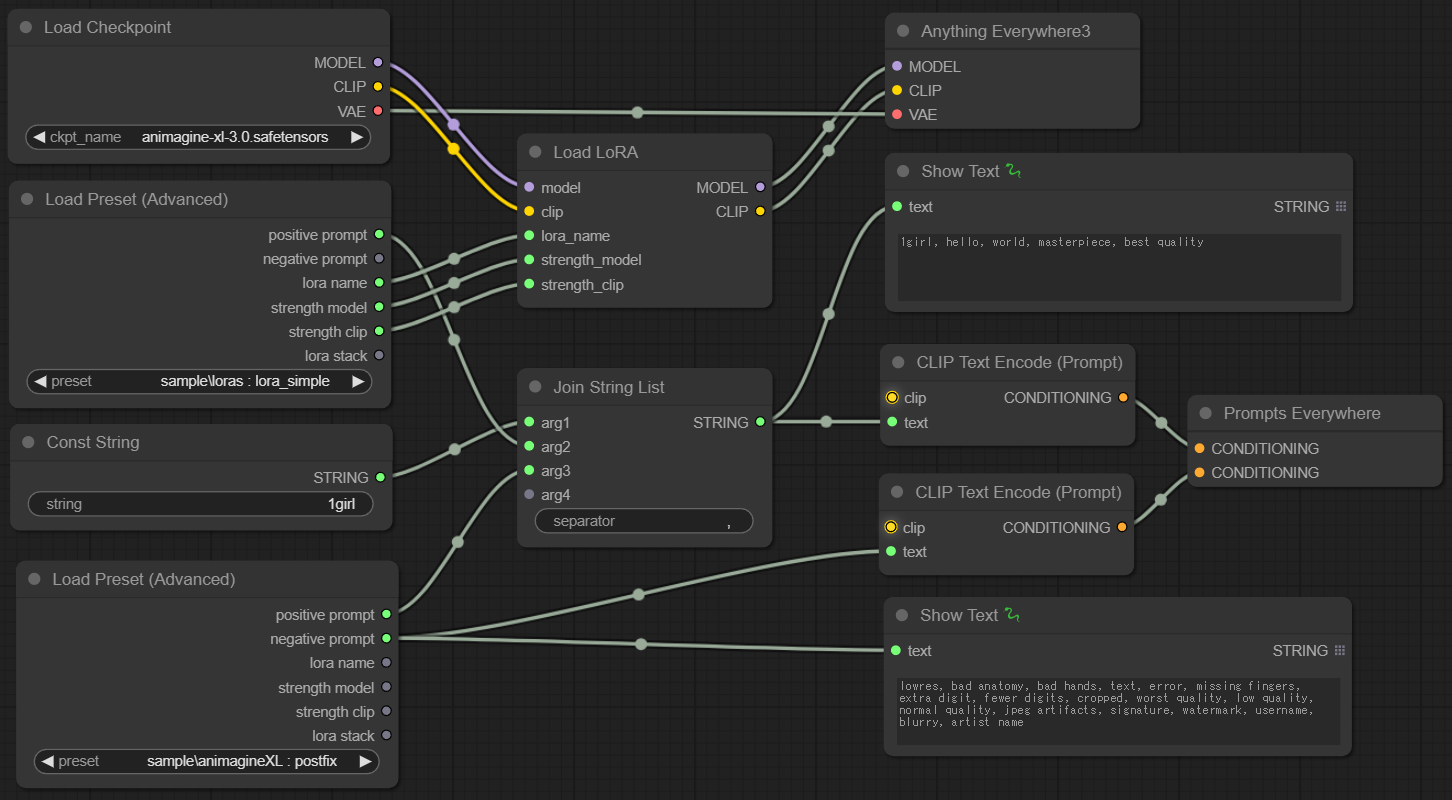 Load Checkpoint
MODEL
CLIP
VAE
ckpt_name animagine-xl-3.0.safetensors
Load Preset (Advanced)
positive prompt
negative prompt
lora name
strength model
strength clip
lora stack
preset sample\loras : lora_simple
Const String
STRING
string 1girl
Load Preset (Advanced)
positive prompt
negative prompt
lora name
strength model
strength clip
lora stack
preset sample\animagineXL : postfix
Load LoRA
model MODEL
clip CLIP
lora_name
strength_model
strength_clip
Join String List
arg1 STRING
arg2
arg3
arg4
separator ,
Anything Everywhere3
MODEL
CLIP
VAE
Show Text
text STRING
1girl, hello, world, masterpiece, best quality
CLIP Text Encode (Prompt)
clip CONDITIONING
text
CLIP Text Encode (Prompt)
clip CONDITIONING
text
Show Text
text STRING
lowres, bad anatomy, bad hands, text, error, missing fingers,
extra digit, fewer digits, cropped, worst quality, low quality,
normal quality, jpeg artifacts, signature, watermark, username,
blurry, artist name
Prompts Everywhere
CONDITIONING
CONDITIONING